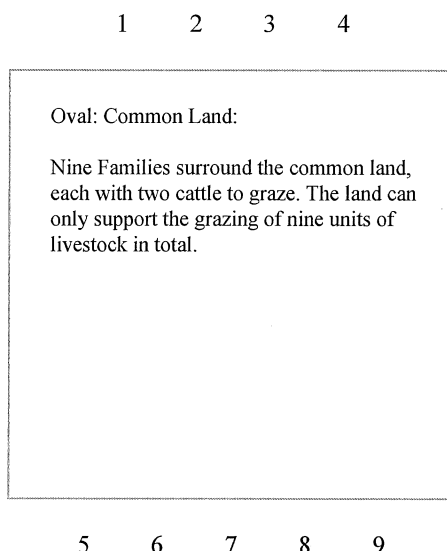 1 2 3 4
Oval: Common Land:
Nine Families surround the common land,
each with two cattle to graze. The land can
only support the grazing of nine units of
livestock in total.
5 6 7 8 9